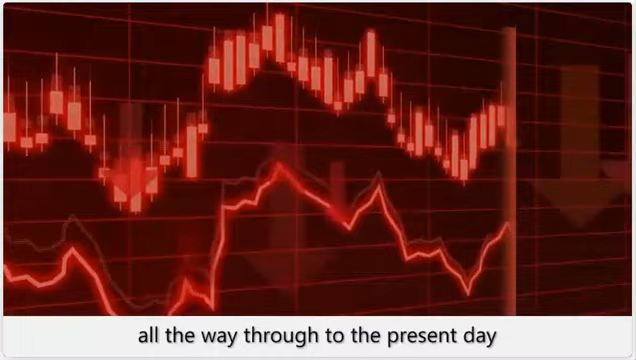 all the way through to the present day